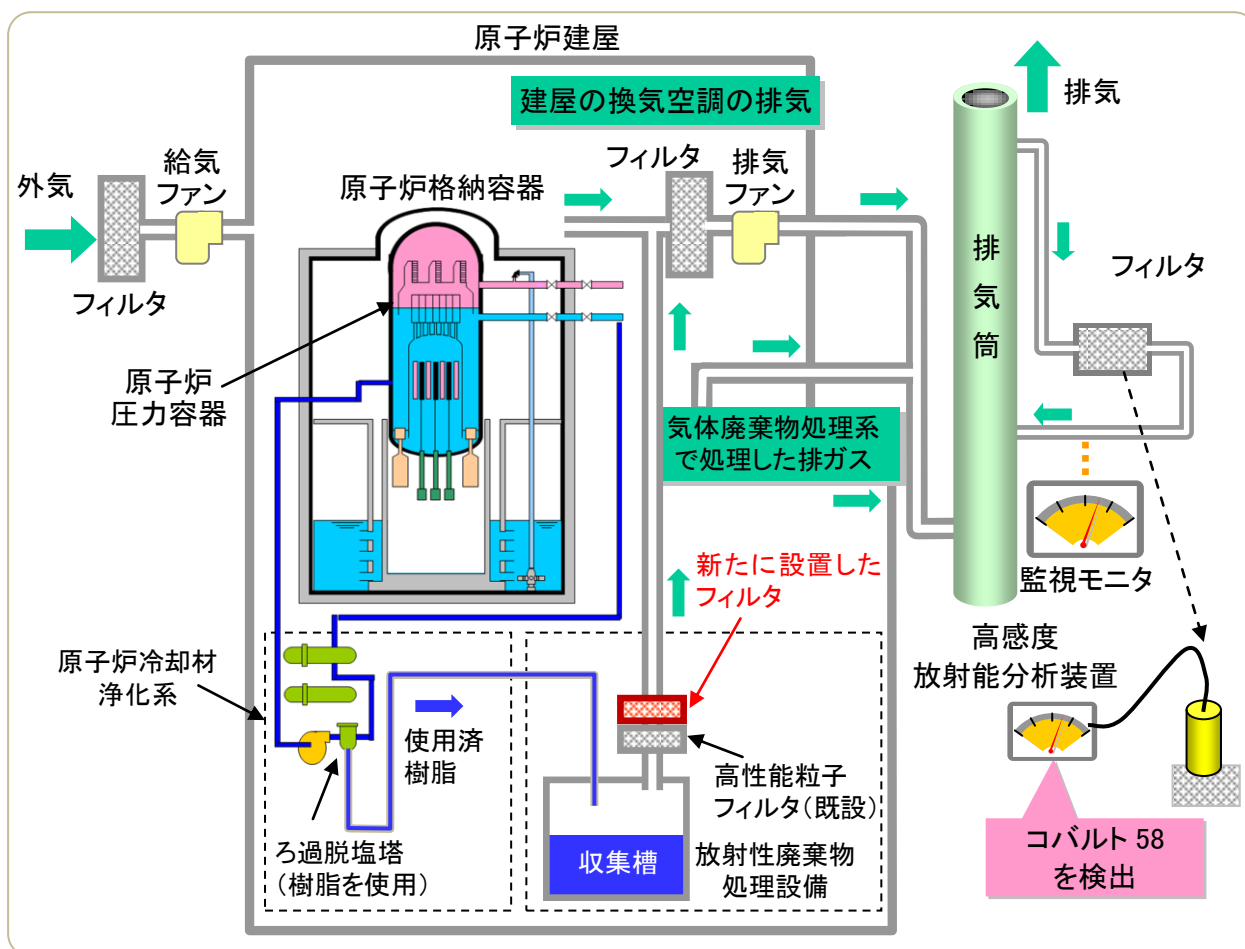 原子炉建屋
建屋の換気空調の排気
排気
外気
給気
ファン
フィルタ
原子炉格納容器
フィルタ
排気
ファン
排気筒
フィルタ
原子炉
圧力容器
気体廃棄物処理系
で処理した排ガス
監視モニタ
新たに設置した
フィルタ
原子炉冷却材
浄化系
使用済
樹脂
高性能粒子
フィルタ(既設)
高感度
放射能分析装置
ろ過脱塩塔
(樹脂を使用)
収集槽
放射性廃棄物
処理設備
コバルト 58
を検出